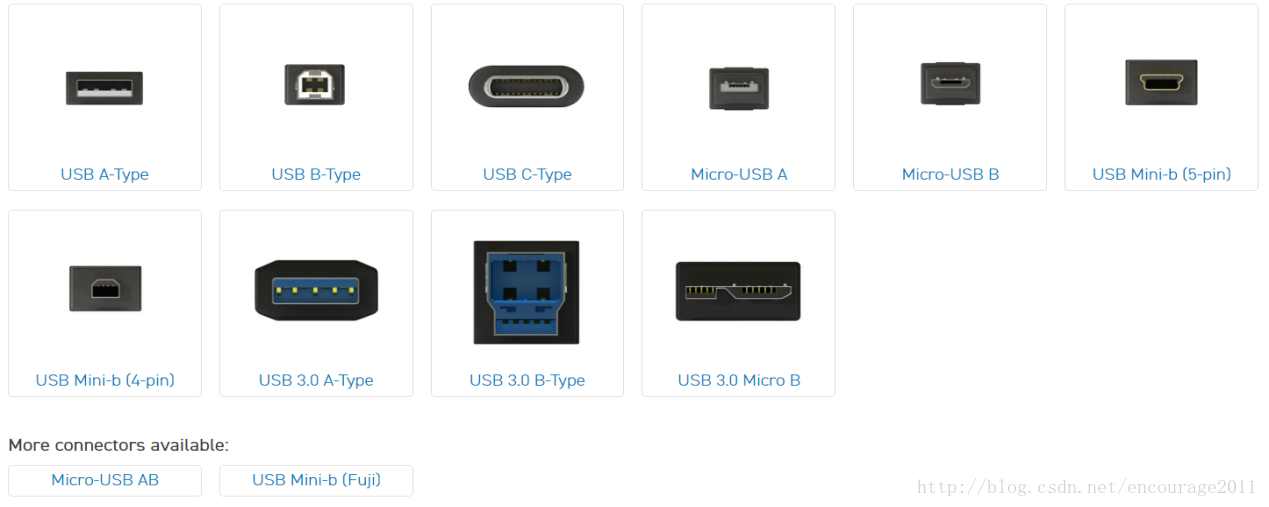 USB A-Type
USB B-Type
USB C-Type
Micro-USB A
Micro-USB B
USB Mini-b (5-pin)
USB Mini-b (4-pin)
USB 3.0 A-Type
USB 3.0 B-Type
USB 3.0 Micro B
More connectors available:
Micro-USB AB
USB Mini-b (Fuji)
http://blog.csdn.net/encourage2011